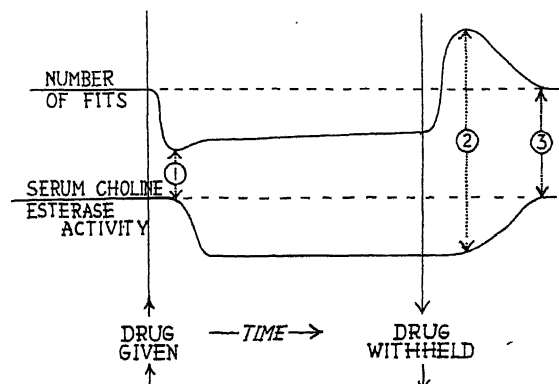 NUMBER
OF FITS
①
②
③
SERUM CHOLINE
ESTERASE
ACTIVITY
DRUG
GIVEN
TIME
DRUG
WITHHELD